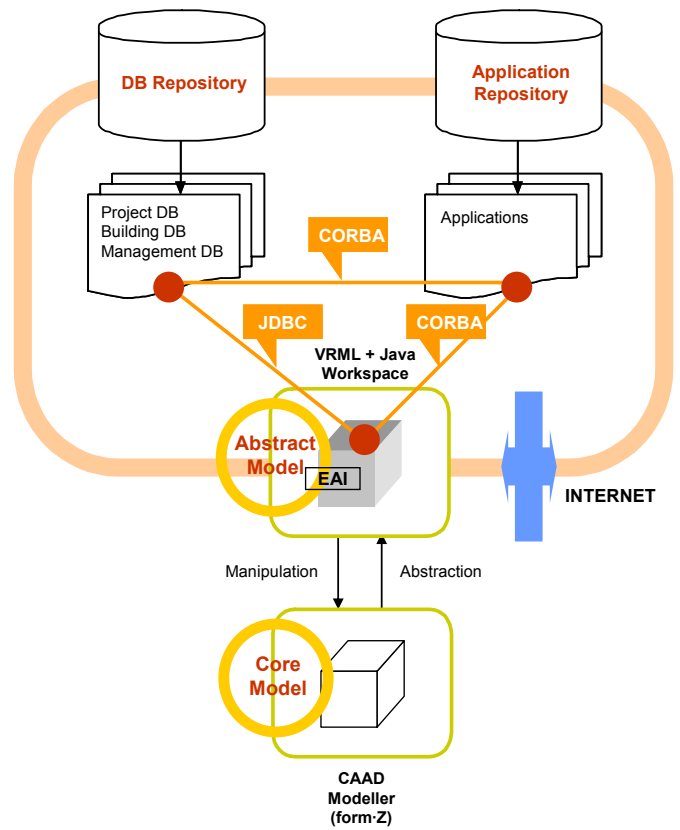 DB Repository
Application
Repository
Project DB
Building DB
Management DB
Applications
CORBA
JDBC
CORBA
VRML + Java
Workspace
Abstract
Model
EAI
INTERNET
Manipulation
Abstraction
Core
Model
CAAD
Modeller
(form·Z)